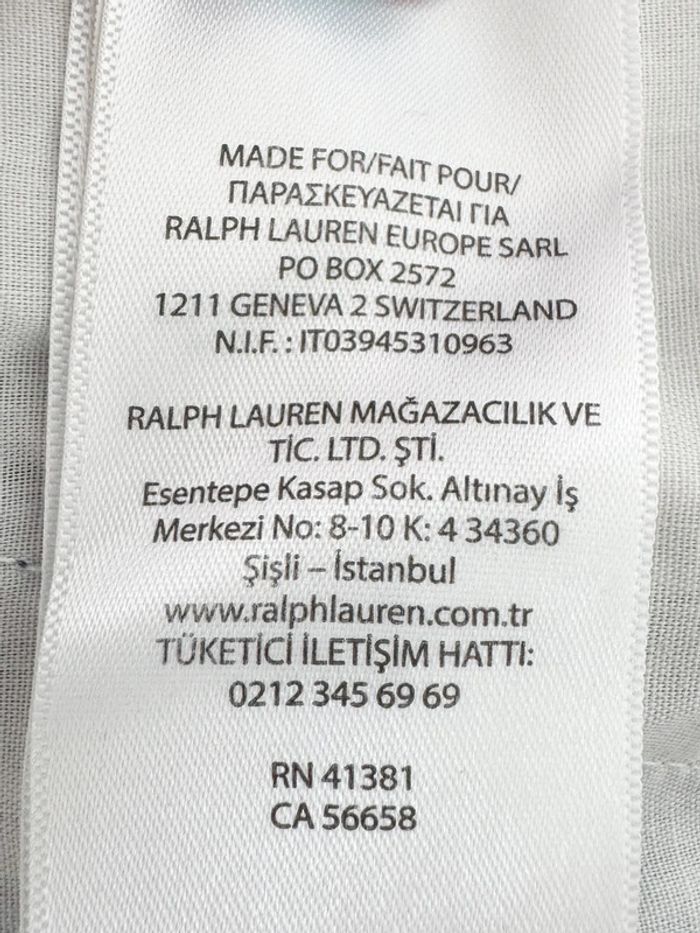 MADE FOR/FAIT POUR/
ΠΑΡΑΣΚΕΥΑΖΕΤΑΙ ΓΙΑ
RALPH LAUREN EUROPE SARL
PO BOX 2572
1211 GENEVA 2 SWITZERLAND
N.I.F. : IT03945310963
RALPH LAUREN MAĞAZACILIK VE
TİC. LTD. ŞTİ.
Esentepe Kasap Sok. Altınay İş
Merkezi No: 8-10 K: 4 34360
Şişli – İstanbul
www.ralphlauren.com.tr
TÜKETİCİ İLETİŞİM HATTI:
0212 345 69 69
RN 41381
CA 56658